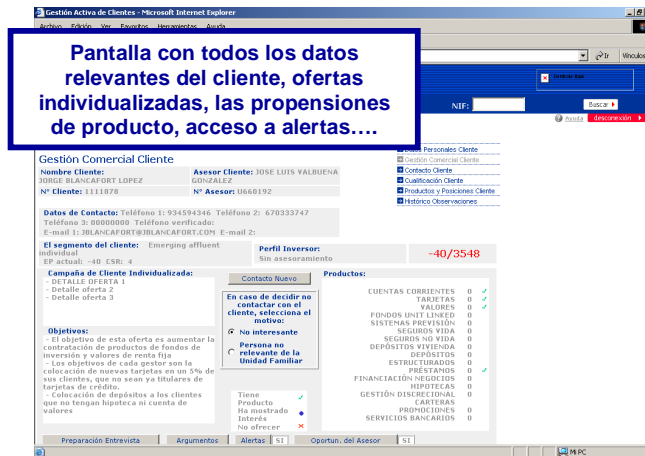 Gestión Activa de Clientes - Microsoft Internet Explorer
Archivo Edición Ver Favoritos Herramientas Ayuda
Pantalla con todos los datos
relevantes del cliente, ofertas
individualizadas, las propensiones
de producto, acceso a alertas….
Ir Vínculos
NIF: Buscar
Ayuda desconexión
Datos Personales Cliente
Gestión Comercial Cliente
Contacto Cliente
Cualificación Cliente
Productos y Posiciones Cliente
Histórico Observaciones
Gestión Comercial Cliente
Nombre Cliente:
JORGE BLANCAFORT LOPEZ
Asesor Cliente: JOSE LUIS VALBUENA
GONZALEZ
Nº Cliente: 1111878 Nº Asesor: U660192
Datos de Contacto: Teléfono 1: 934594346 Teléfono 2: 670333747
Teléfono 3: 00000000 Teléfono verificado:
E-mail 1: JBLANCAFORT@JBLANCAFORT.COM E-mail 2:
El segmento del cliente: Emerging affluent
individual
EP actual: -40 CSR: 4
Perfil Inversor:
Sin asesoramiento
-40/3548
Campaña de Cliente Individualizada:
- DETALLE OFERTA 1
- Detalle oferta 2
- Detalle oferta 3
Objetivos:
- El objetivo de esta oferta es aumentar la
contratación de productos de fondos de
inversión y valores de renta fija
- Los objetivos de cada gestor son la
colocación de nuevas tarjetas en un 5% de
sus clientes, que no sean ya titulares de
tarjetas de crédito.
- Colocación de depósitos a los clientes
que no tengan hipoteca ni cuenta de
valores
Contacto Nuevo
En caso de decidir no
contactar con el
cliente, selecciona el
motivo:
No interesante
Persona no
relevante de la
Unidad Familiar
Tiene
Producto ✓
Ha mostrado
Interés ●
No ofrecer ×
Productos:
CUENTAS CORRIENTES 0 ✓
TARJETAS 0 ✓
VALORES 0 ✓
FONDOS UNIT LINKED 0
SISTEMAS PREVISIÓN 0
SEGUROS VIDA 0
SEGUROS NO VIDA 0
DEPÓSITOS VIVIENDA 0
DEPÓSITOS 0
ESTRUCTURADOS 0
PRÉSTAMOS 0 ✓
FINANCIACIÓN NEGOCIOS 0
HIPOTECAS 0
GESTIÓN DISCRECIONAL 0
CARTERAS
PROMOCIONES 0
SERVICIOS BANCARIOS 0
Preparación Entrevista Argumentos Alertas SI Oportun. del Asesor SI
Mi PC